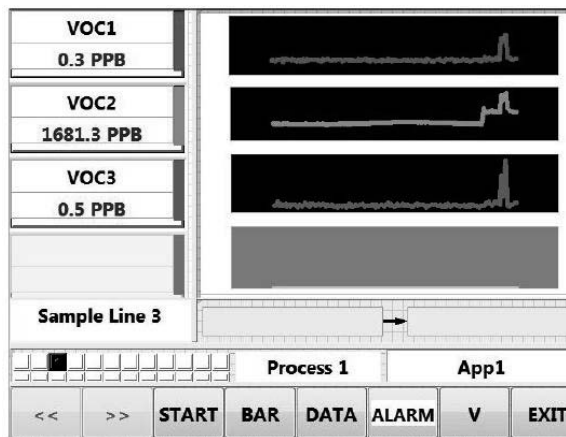 VOC1
0.3 PPB
VOC2
1681.3 PPB
VOC3
0.5 PPB
Sample Line 3
Process 1
App1
<<
>>
START
BAR
DATA
ALARM
V
EXIT